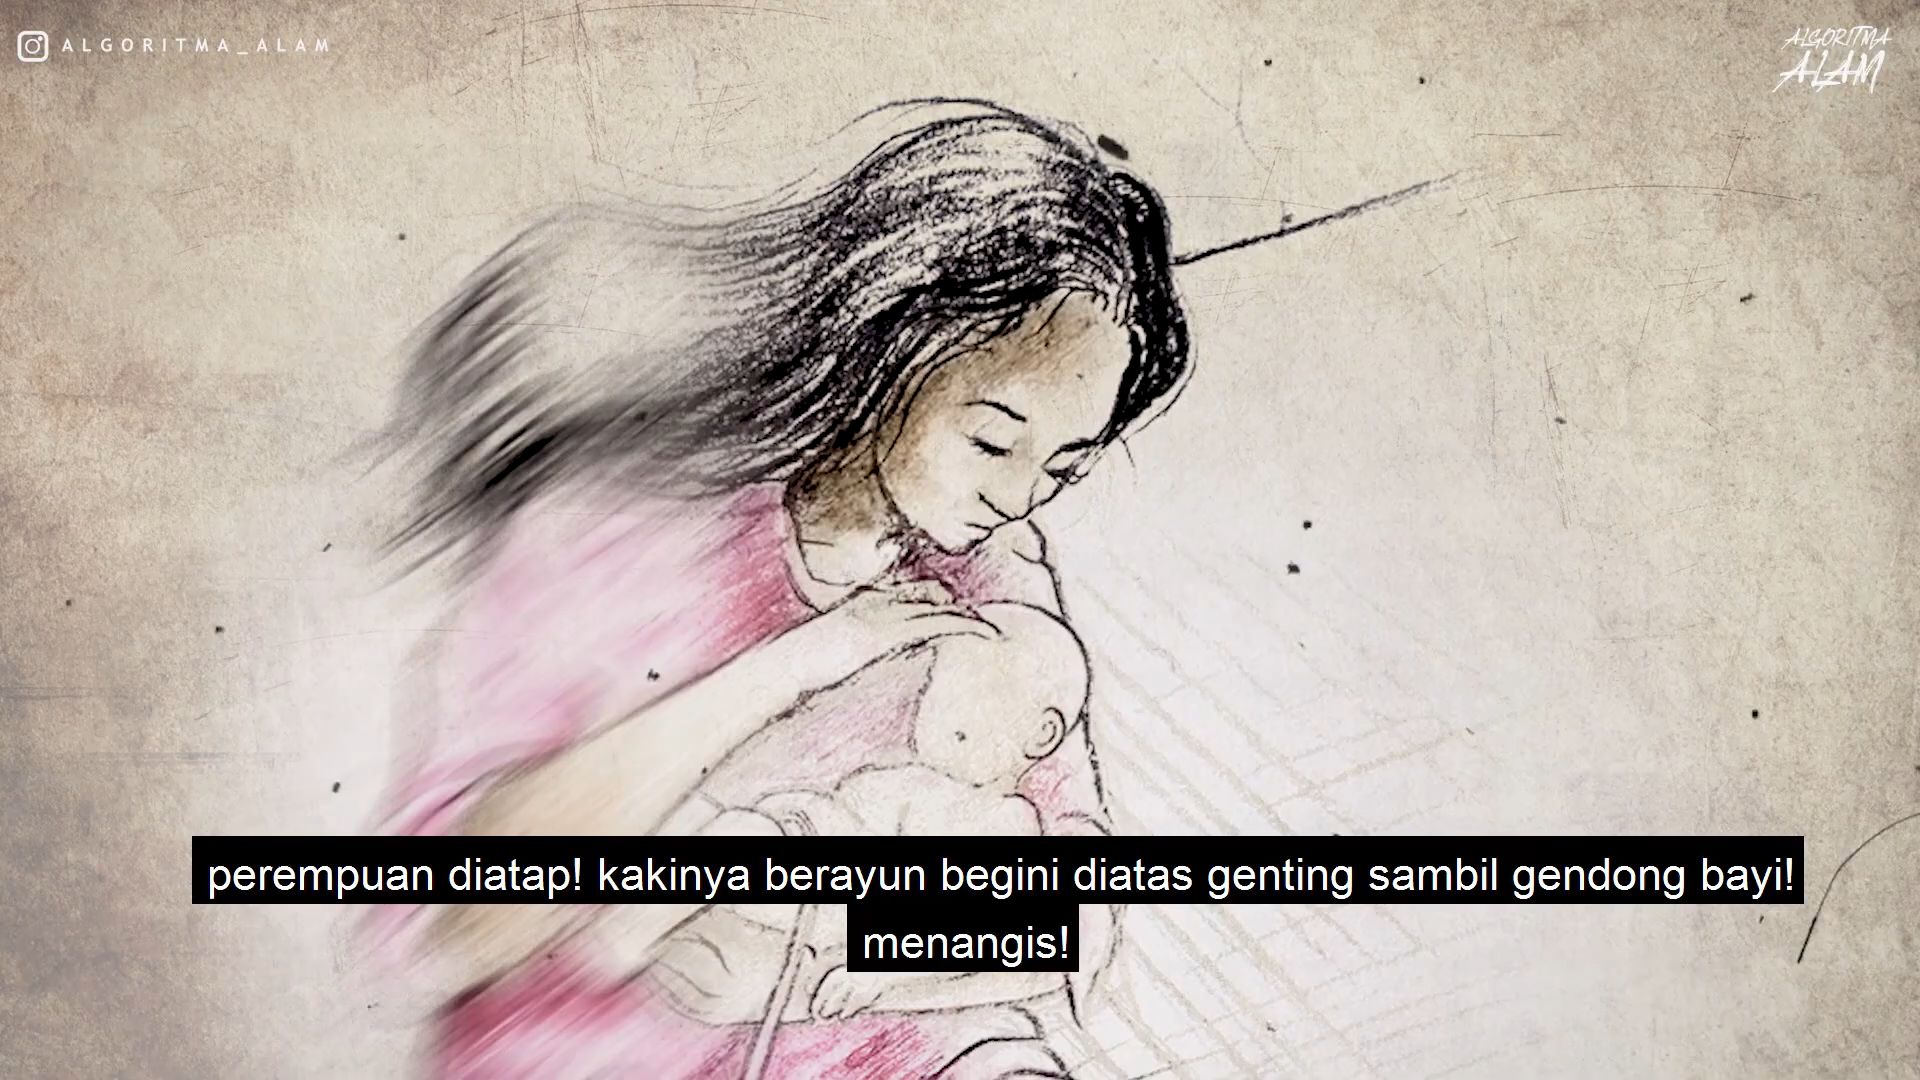 ALGORITMA_ALAM
ALGORITMA
ALAM
perempuan diatap! kakinya berayun begini diatas genting sambil gendong bayi!
menangis!